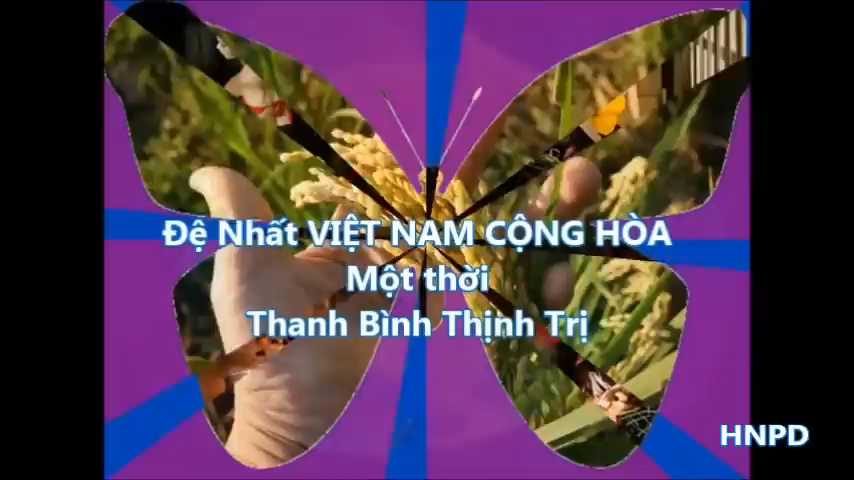 Đệ Nhất VIỆT NAM CỘNG HÒA
Một thời
Thanh Bình Thịnh Trị
HNPD